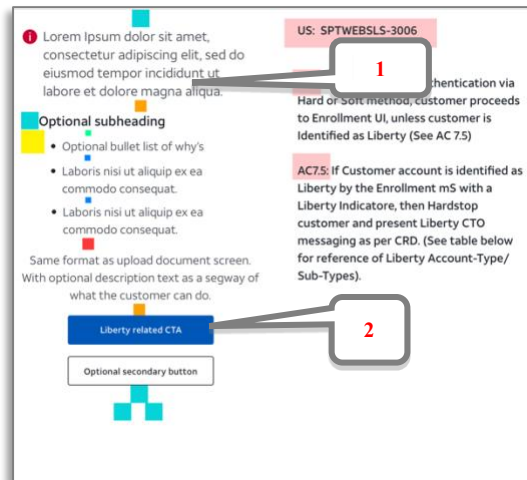 Lorem Ipsum dolor sit amet,
consectetur adipiscing elit, sed do
eiusmod tempor incididunt ut
labore et dolore magna aliqua.
Optional subheading
• Optional bullet list of why's
• Laboris nisi ut aliquip ex ea
commodo consequat.
• Laboris nisi ut aliquip ex ea
commodo consequat.
Same format as upload document screen.
With optional description text as a segway of
what the customer can do.
Liberty related CTA
Optional secondary button
US: SPTWEBSLS-3006
1
thentication via
Hard or Soft method, customer proceeds
to Enrollment UI, unless customer is
Identified as Liberty (See AC 7.5)
AC7.5: If Customer account is identified as
Liberty by the Enrollment mS with a
Liberty Indicatore, then Hardstop
customer and present Liberty CTO
messaging as per CRD. (See table below
for reference of Liberty Account-Type/
Sub-Types).
2